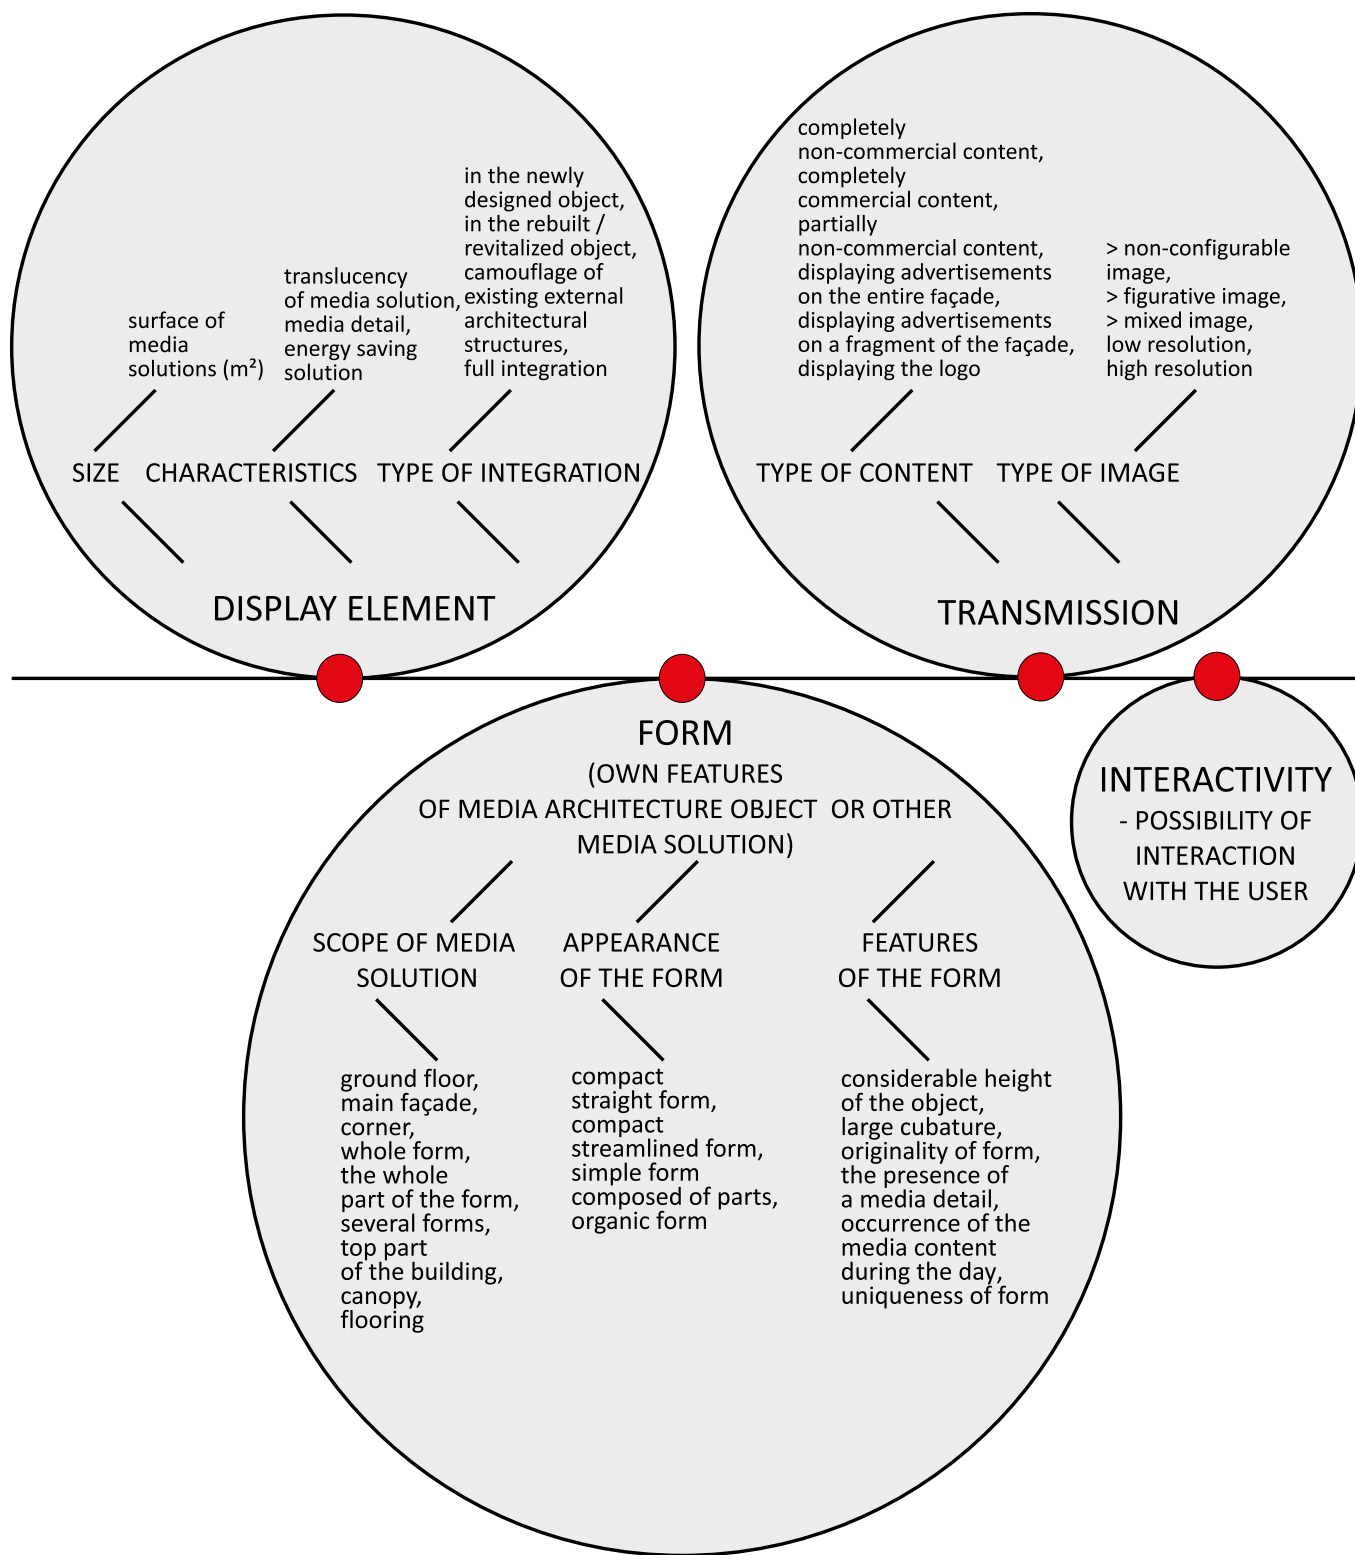 surface of
media
solutions (m²)
translucency
of media solution,
media detail,
energy saving
solution
in the newly
designed object,
in the rebuilt /
revitalized object,
camouflage of
existing external
architectural
structures,
full integration
SIZE
CHARACTERISTICS
TYPE OF INTEGRATION
DISPLAY ELEMENT
completely
non-commercial content,
completely
commercial content,
partially
non-commercial content,
displaying advertisements
on the entire façade,
displaying advertisements
on a fragment of the façade,
displaying the logo
> non-configurable
image,
> figurative image,
> mixed image,
low resolution,
high resolution
TYPE OF CONTENT
TYPE OF IMAGE
TRANSMISSION
FORM
(OWN FEATURES
OF MEDIA ARCHITECTURE OBJECT OR OTHER
MEDIA SOLUTION)
SCOPE OF MEDIA
SOLUTION
ground floor,
main façade,
corner,
whole form,
the whole
part of the form,
several forms,
top part
of the building,
canopy,
flooring
APPEARANCE
OF THE FORM
compact
straight form,
compact
streamlined form,
simple form
composed of parts,
organic form
FEATURES
OF THE FORM
considerable height
of the object,
large cubature,
originality of form,
the presence of
a media detail,
occurrence of the
media content
during the day,
uniqueness of form
INTERACTIVITY
- POSSIBILITY OF
INTERACTION
WITH THE USER